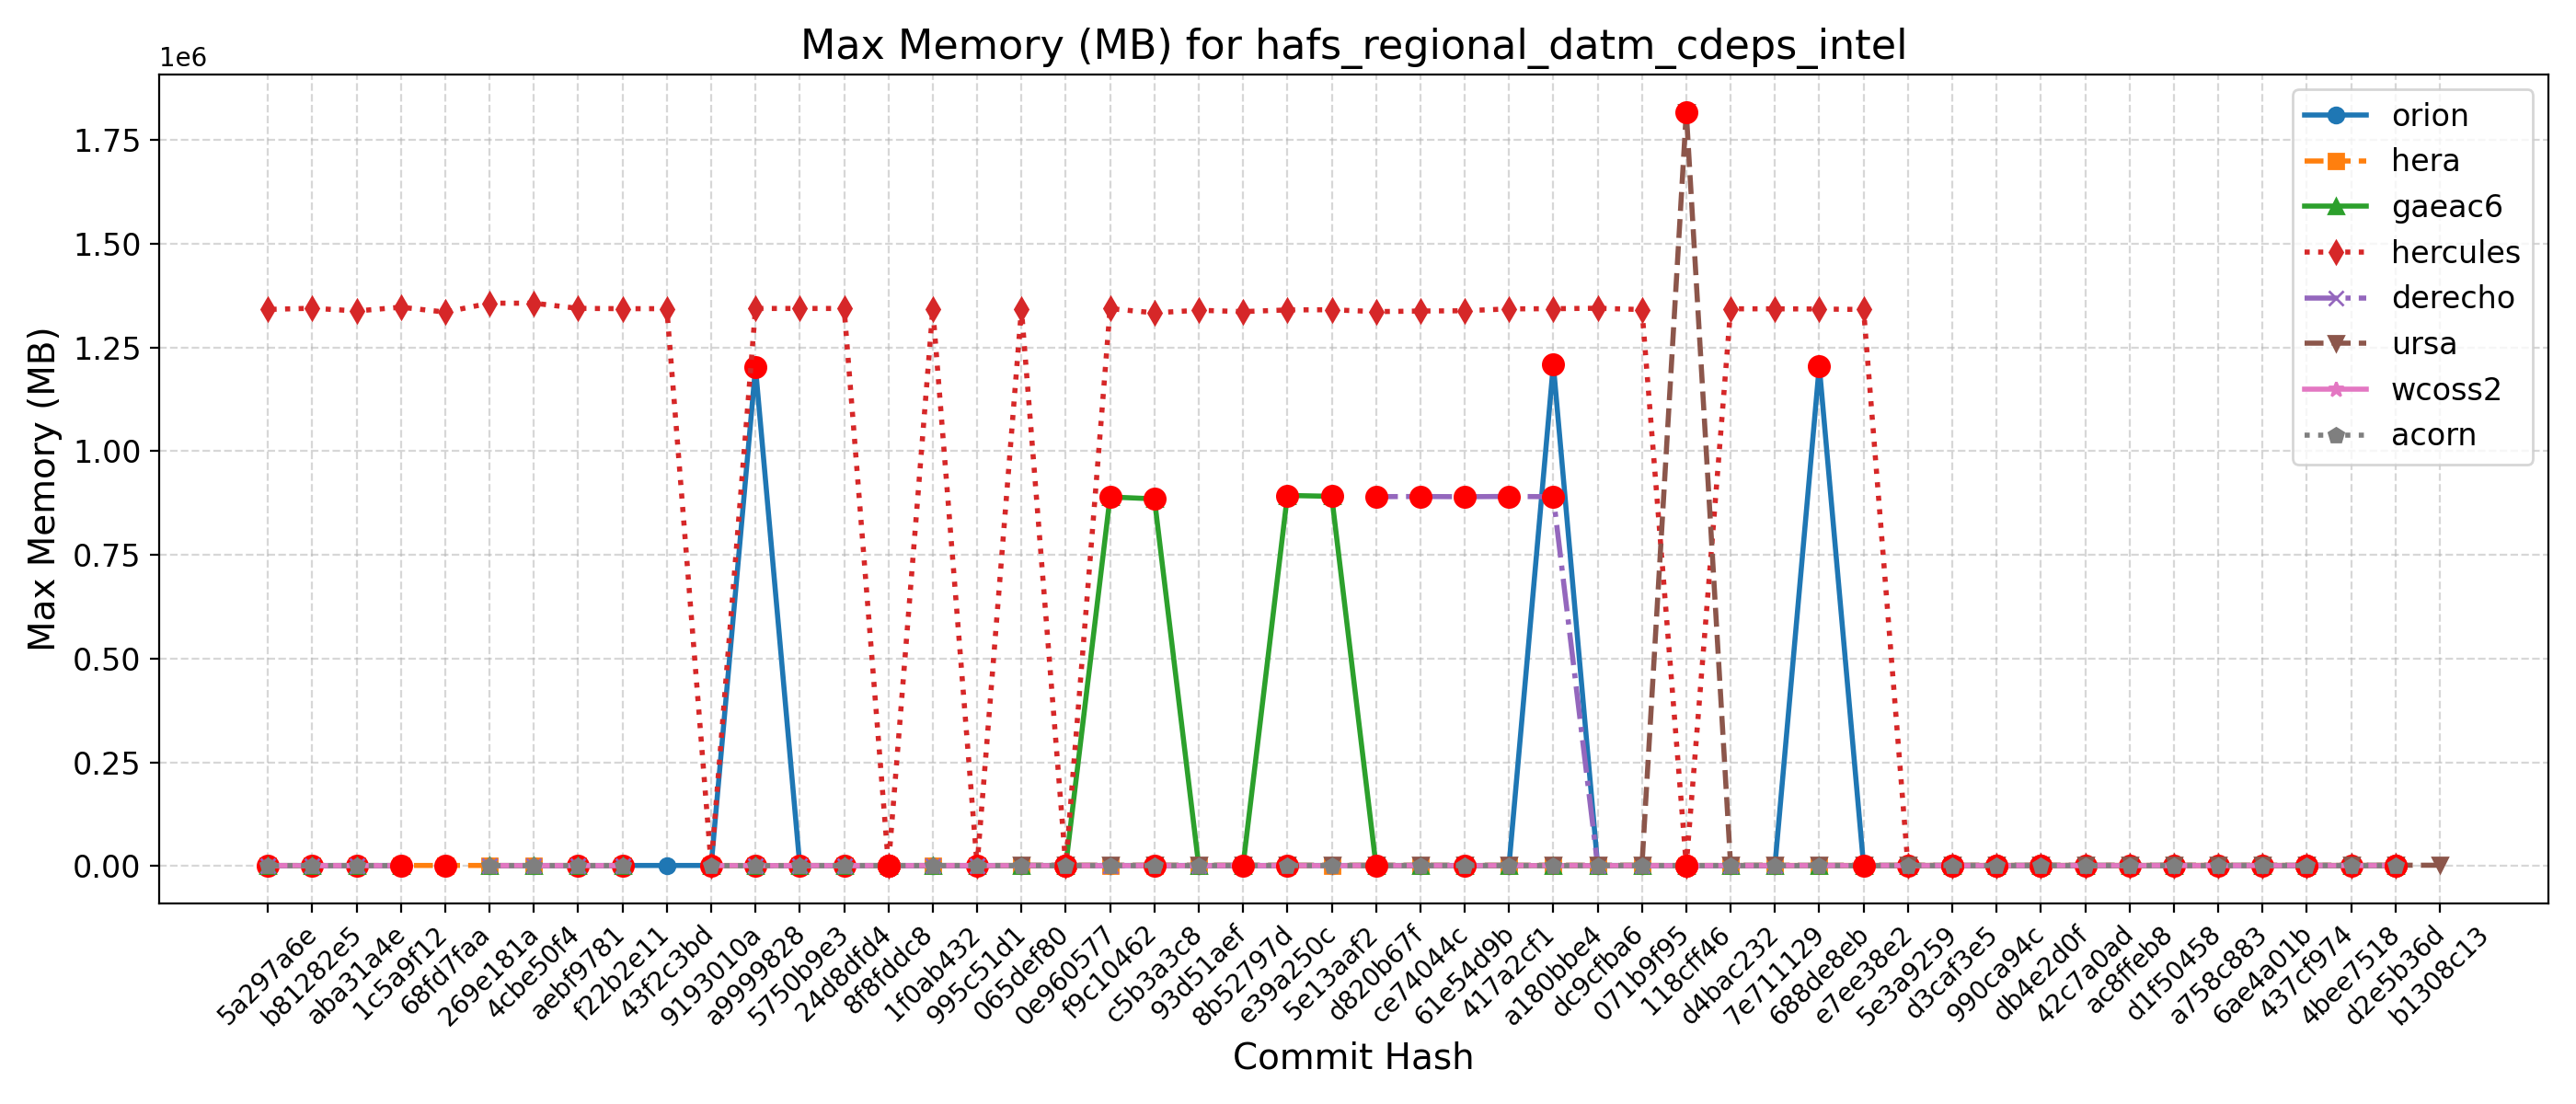 Max Memory (MB) for hafs_regional_datm_cdeps_intel
1e6
1.75
1.50
1.25
1.00
0.75
0.50
0.25
0.00
Max Memory (MB)
orion
hera
gaeac6
hercules
derecho
ursa
wcoss2
acorn
5a297a6e
b81282e5
aba31a4e
1c5a9f12
68fd7faa
269e181a
4cbe50f4
aebf9781
f22b2e11
43f2c3bd
9193010a
a9999828
5750b9e3
24d8dfd4
8f8fddc8
1f0ab432
995c51d1
065def80
0e960577
f9c10462
c5b3a3c8
93d51aef
8b52797d
e39a250c
5e13aaf2
d820b67f
ce74044c
61e54d9b
417a2cf1
a180bbe4
dc9cfba6
071b9f95
118cff46
d4bac232
7e711129
688de8eb
e7ee38e2
5e3a9259
d3caf3e5
990ca94c
db4e2d0f
42c7a0ad
ac8ffeb8
d1f50458
a758c883
6ae4a01b
437cf974
4bee7518
d2e5b36d
b1308c13
Commit Hash